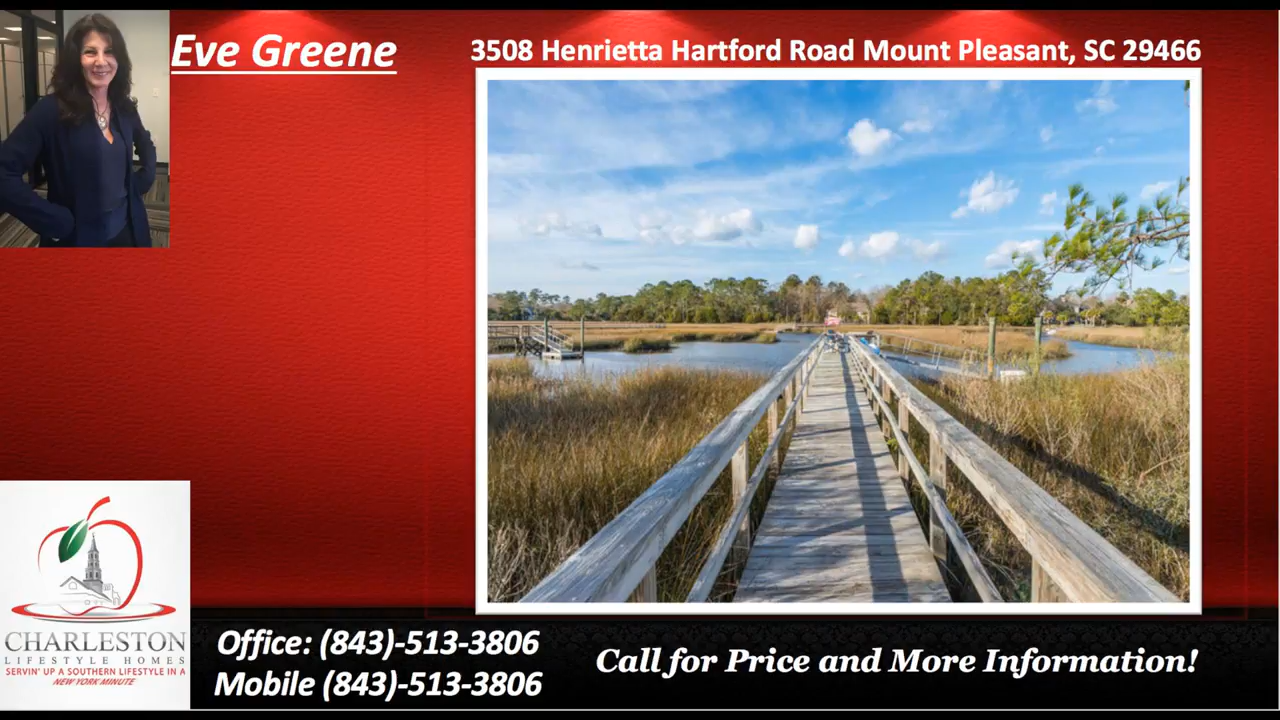 Eve Greene
3508 Henrietta Hartford Road Mount Pleasant, SC 29466
CHARLESTON
LIFESTYLE HOMES
SERVIN' UP A SOUTHERN LIFESTYLE IN A
NEW YORK MINUTE
Office: (843)-513-3806
Mobile (843)-513-3806
Call for Price and More Information!